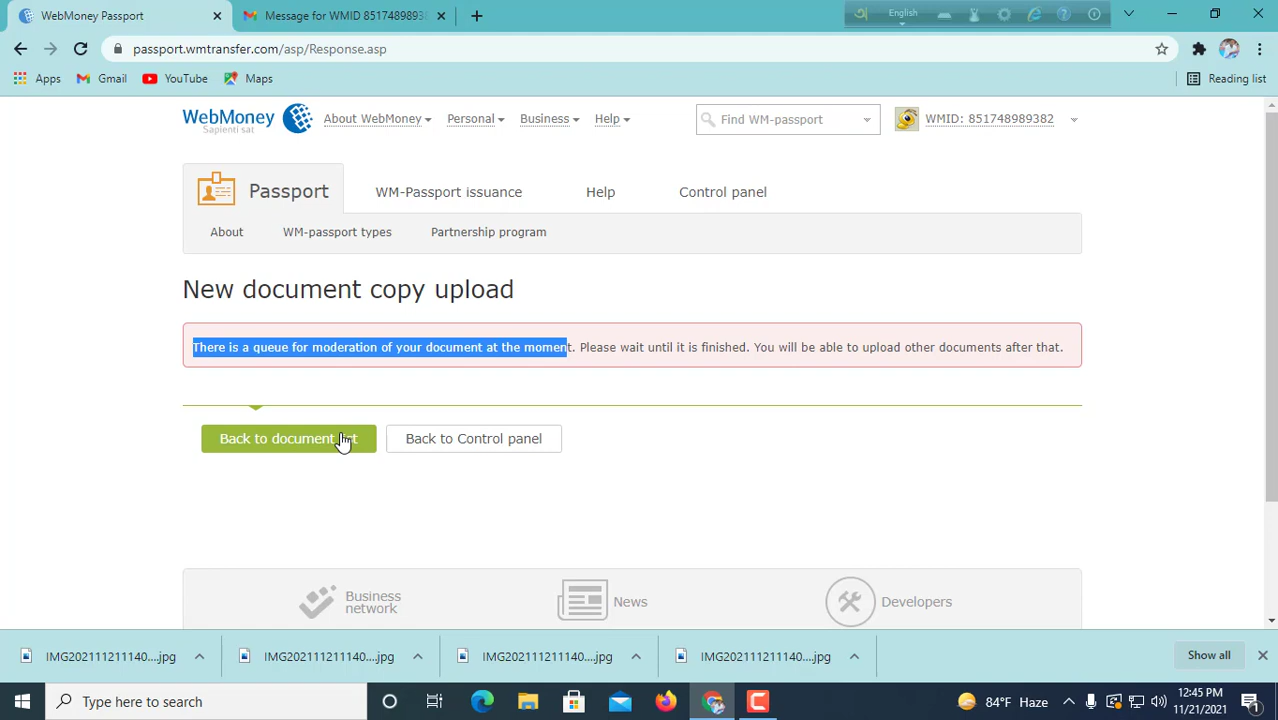 WebMoney Passport
Message for WMID 851748989382
English
passport.wmtransfer.com/asp/Response.asp
Apps
Gmail
YouTube
Maps
Reading list
WebMoney
Sapienti sat
About WebMoney
Personal
Business
Help
Find WM-passport
WMID: 851748989382
Passport
WM-Passport issuance
Help
Control panel
About
WM-passport types
Partnership program
New document copy upload
There is a queue for moderation of your document at the moment. Please wait until it is finished. You will be able to upload other documents after that.
Back to document list
Back to Control panel
Business
network
News
Developers
IMG202111211140....jpg
IMG202111211140....jpg
IMG202111211140....jpg
IMG202111211140....jpg
Show all
Type here to search
84°F Haze
12:45 PM
11/21/2021
1